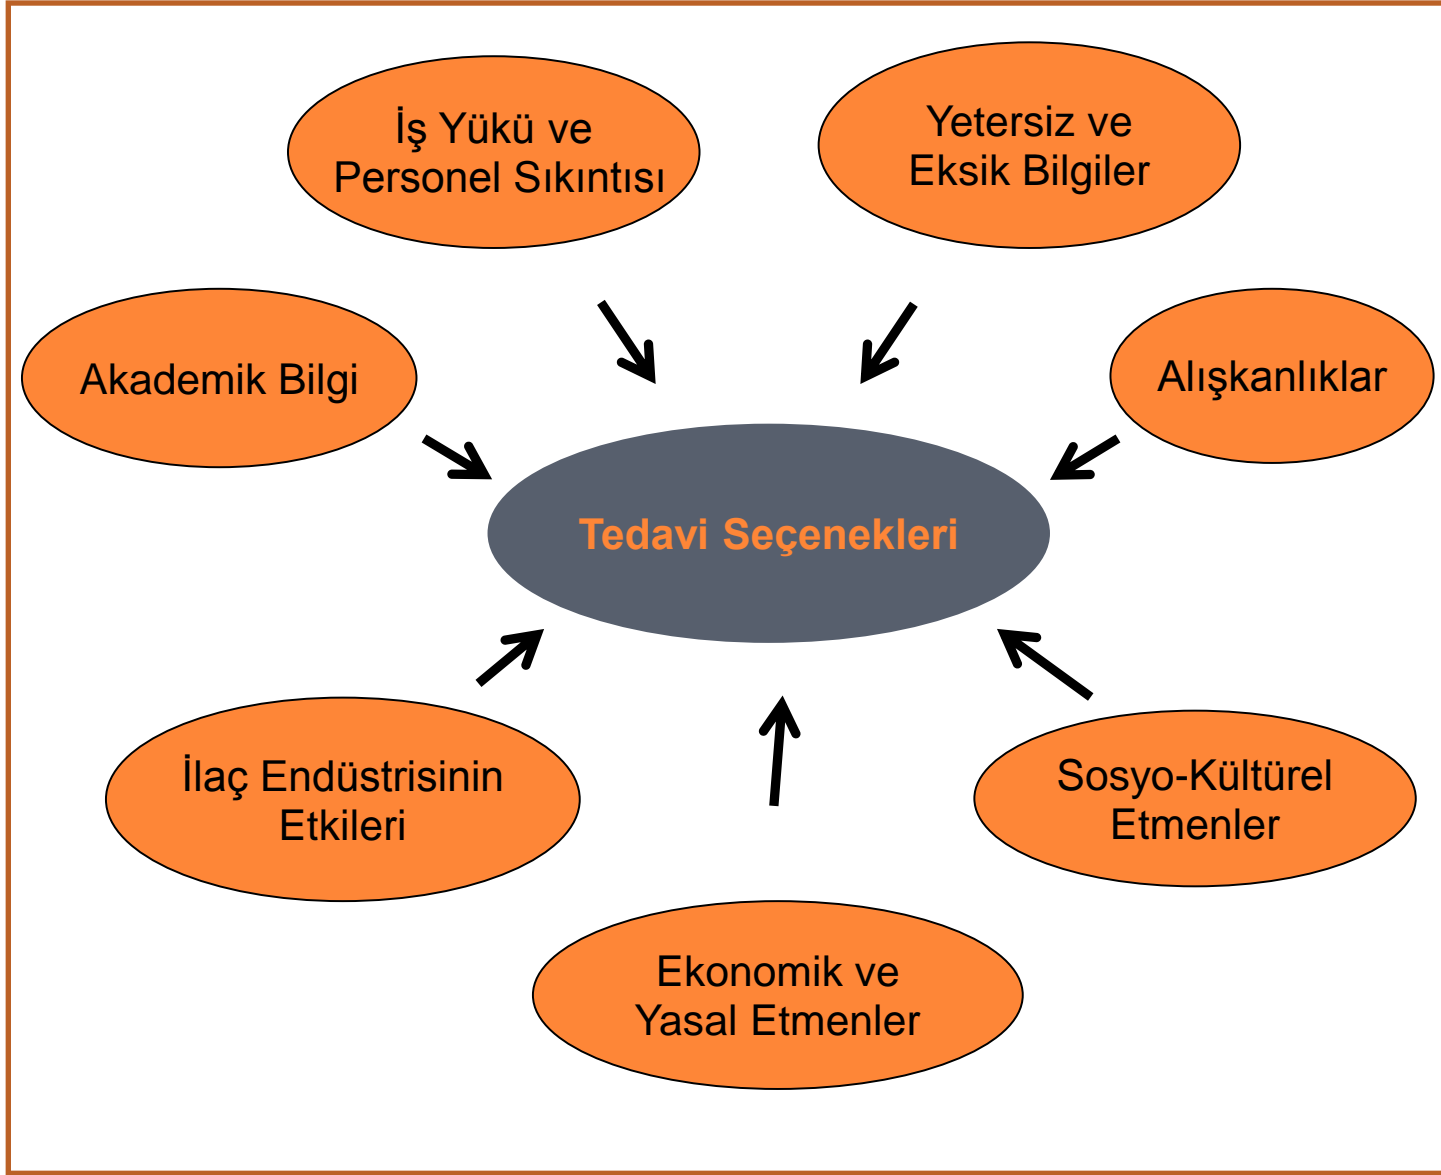 İş Yükü ve
Personel Sıkıntısı
Yetersiz ve
Eksik Bilgiler
Akademik Bilgi
Alışkanlıklar
Tedavi Seçenekleri
İlaç Endüstrisinin
Etkileri
Sosyo-Kültürel
Etmenler
Ekonomik ve
Yasal Etmenler